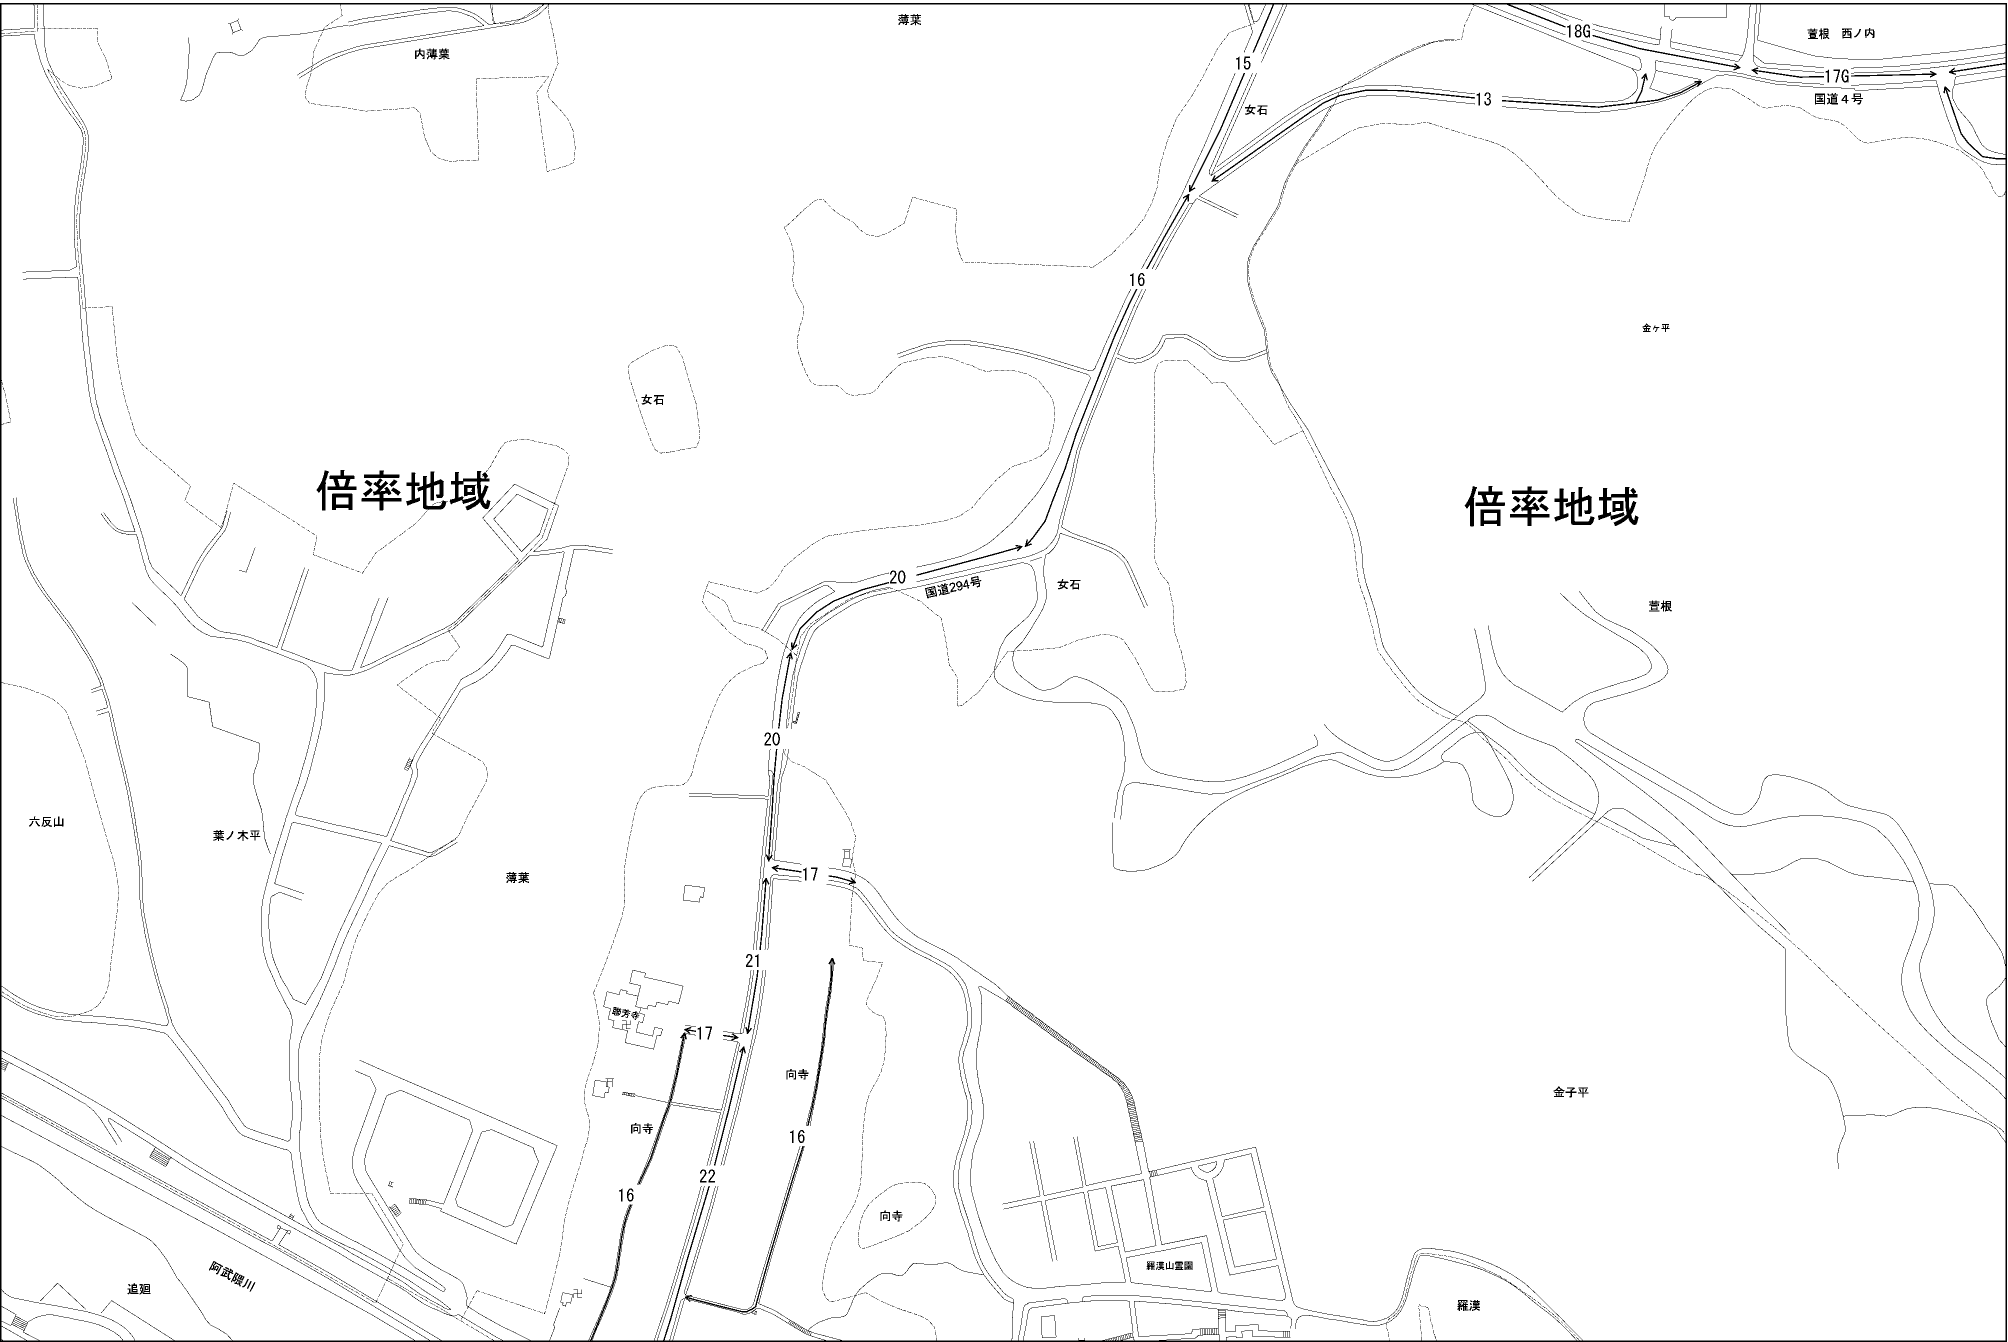 薄葉
18G
萱根　西ノ内
内薄葉
15
17G
13
国道４号
女石
16
金ヶ平
女石
倍率地域
倍率地域
20
国道294号
女石
萱根
20
六反山
葉ノ木平
17
薄葉
21
聯芳寺
17
向寺
金子平
向寺
16
22
16
向寺
羅漢山霊園
阿武隈川
追廻
羅漢